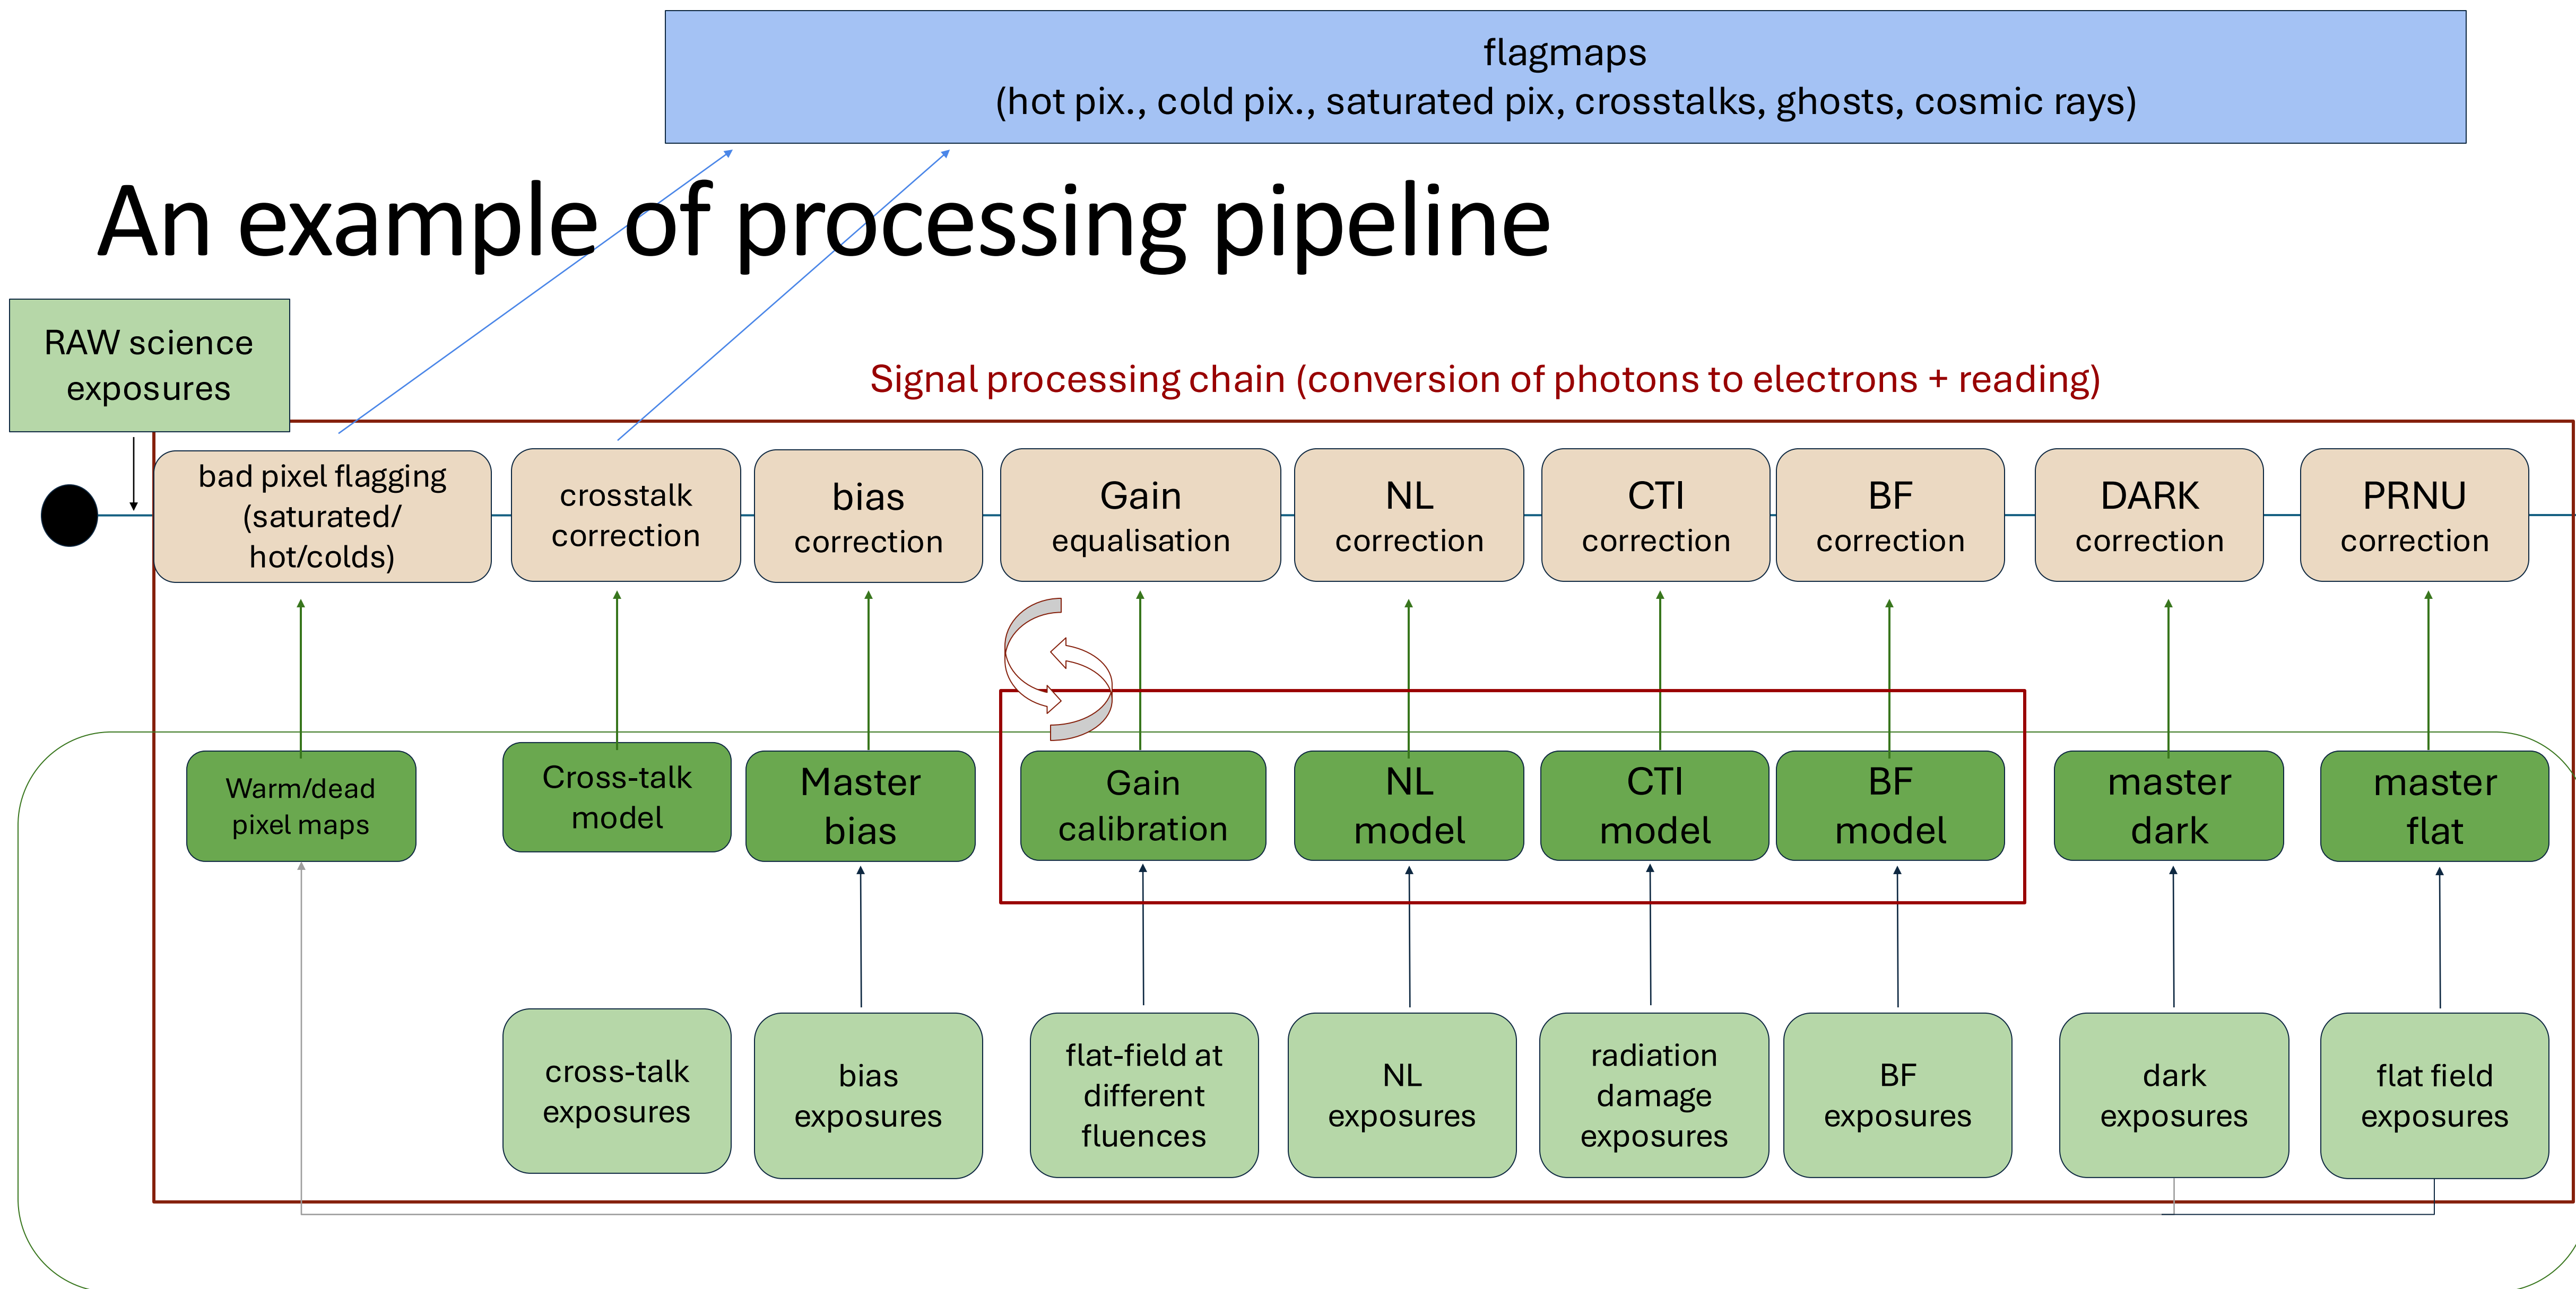 flagmaps
(hot pix., cold pix., saturated pix, crosstalks, ghosts, cosmic rays)
An example of processing pipeline
RAW science
exposures
Signal processing chain (conversion of photons to electrons + reading)
bad pixel flagging
(saturated/
hot/colds)
crosstalk
correction
bias
correction
Gain
equalisation
NL
correction
CTI
correction
BF
correction
DARK
correction
PRNU
correction
Warm/dead
pixel maps
Cross-talk
model
Master
bias
Gain
calibration
NL
model
CTI
model
BF
model
master
dark
master
flat
cross-talk
exposures
bias
exposures
flat-field at
different
fluences
NL
exposures
radiation
damage
exposures
BF
exposures
dark
exposures
flat field
exposures